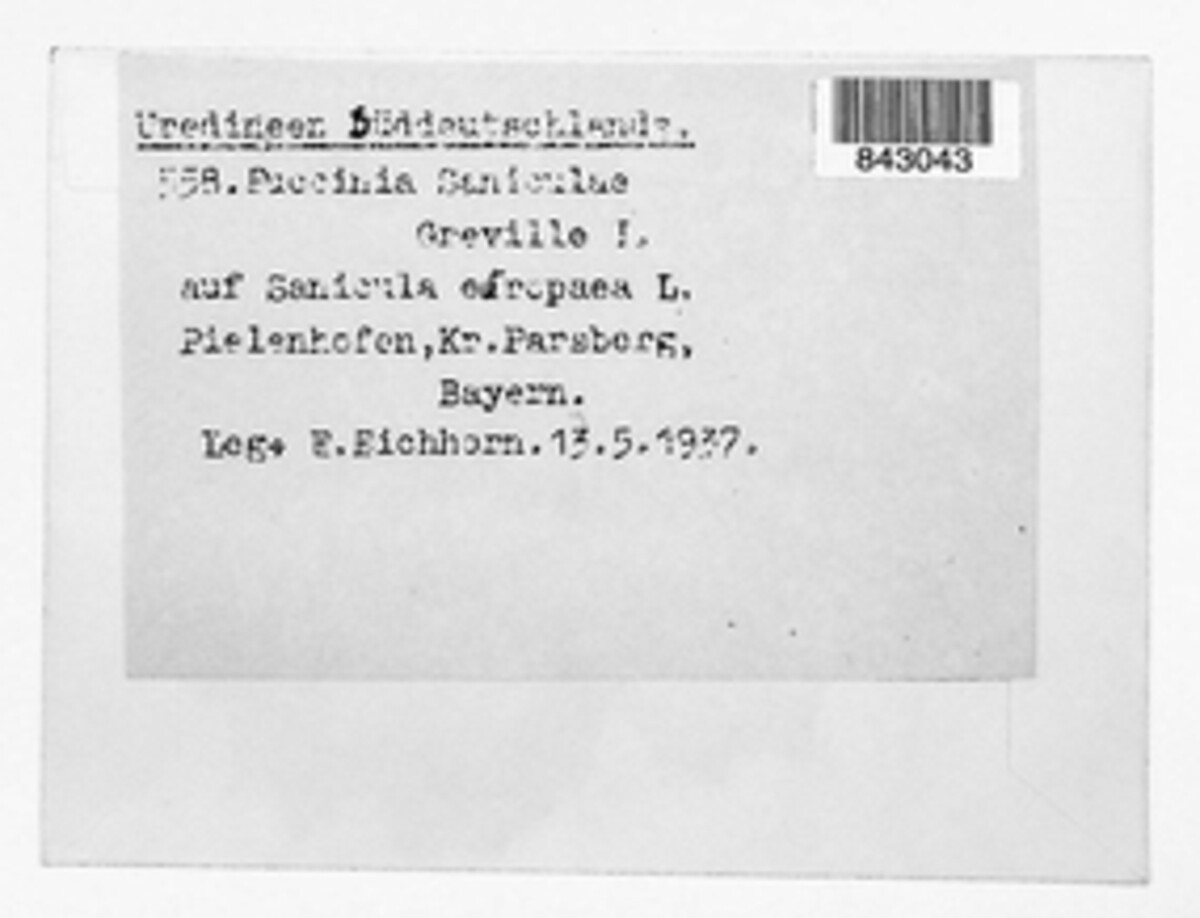 Uredineen Süddeutschlands.
843043
558. Puccinia Saniculae
Greville I.
auf Sanicula europaea L.
Pielenhofen, Kr. Parsberg,
Bayern.
Leg. E. Eichhorn. 13.5.1937.